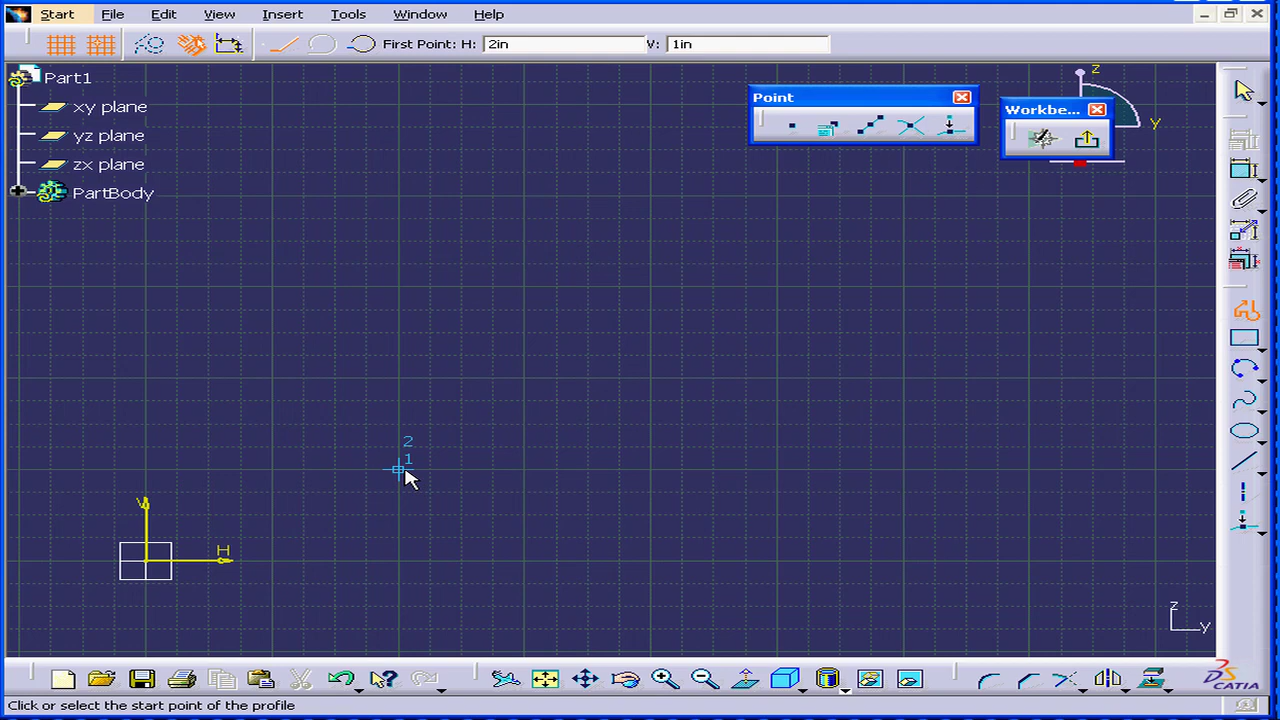 Start File Edit View Insert Tools Window Help
First Point: H: 2in V: 1in
Part1
xy plane
yz plane
zx plane
PartBody
Point
Workbe...
z
y
2
1
V
H
z
y
CATIA
Click or select the start point of the profile